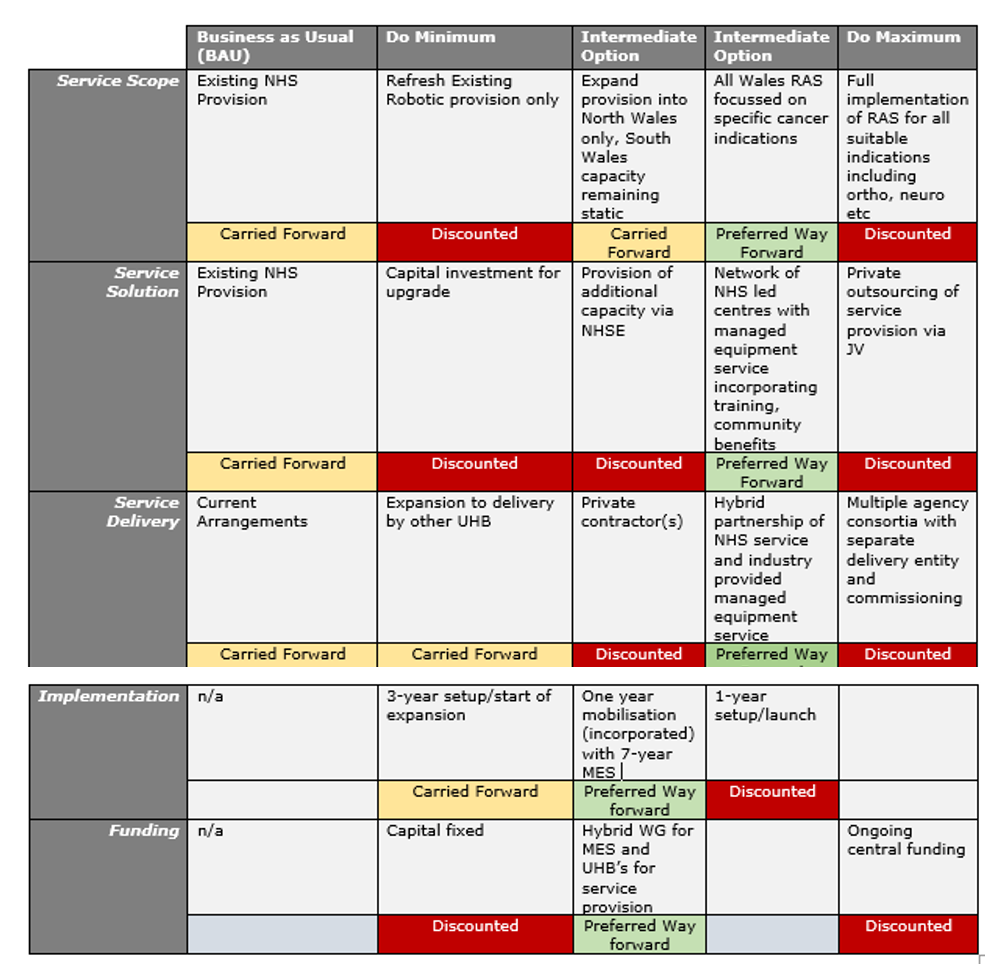 Business as Usual
(BAU)
Do Minimum
Intermediate
Option
Intermediate
Option
Do Maximum
Service Scope
Existing NHS
Provision
Refresh Existing
Robotic provision only
Expand
provision into
North Wales
only, South
Wales
capacity
remaining
static
All Wales RAS
focussed on
specific cancer
indications
Full
implementation
of RAS for all
suitable
indications
including
ortho, neuro
etc
Carried Forward
Discounted
Carried
Forward
Preferred Way
Forward
Discounted
Service
Solution
Existing NHS
Provision
Capital investment for
upgrade
Provision of
additional
capacity via
NHSE
Network of
NHS led
centres with
managed
equipment
service
incorporating
training,
community
benefits
Private
outsourcing of
service
provision via
JV
Carried Forward
Discounted
Discounted
Preferred Way
Forward
Discounted
Service
Delivery
Current
Arrangements
Expansion to delivery
by other UHB
Private
contractor(s)
Hybrid
partnership of
NHS service
and industry
provided
managed
equipment
service
Multiple agency
consortia with
separate
delivery entity
and
commissioning
Carried Forward
Carried Forward
Discounted
Preferred Way
Discounted
Implementation
n/a
3-year setup/start of
expansion
One year
mobilisation
(incorporated)
with 7-year
MES
1-year
setup/launch
Carried Forward
Preferred Way
forward
Discounted
Funding
n/a
Capital fixed
Hybrid WG for
MES and
UHB's for
service
provision
Ongoing
central funding
Discounted
Preferred Way
forward
Discounted